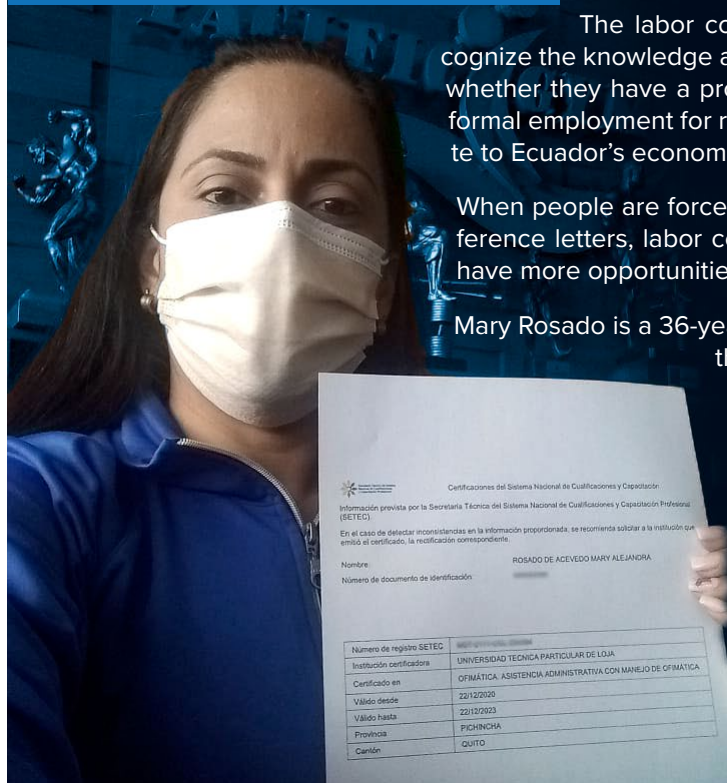 The labor co
cognize the knowledge a
whether they have a pro
formal employment for r
te to Ecuador's econom
When people are force
ference letters, labor c
have more opportunitie
Mary Rosado is a 36-ye
th
Certificaciones del Sistema Nacional de Cualificaciones y Capacitación
Información provista por la Secretaría Técnica del Sistema Nacional de Cualificaciones y Capacitación Profesional
(SETEC).
En el caso de detectar inconsistencias en la información proporcionada, se recomienda solicitar a la institución que
emitió el certificado, la rectificación correspondiente.
Nombre: ROSADO DE ACEVEDO MARY ALEJANDRA
Número de documento de identificación
Número de registro SETEC
Institución certificadora UNIVERSIDAD TECNICA PARTICULAR DE LOJA
Certificado en OFIMÁTICA: ASISTENCIA ADMINISTRATIVA CON MANEJO DE OFIMÁTICA
Válido desde 22/12/2020
Válido hasta 22/12/2023
Provincia PICHINCHA
Cantón QUITO